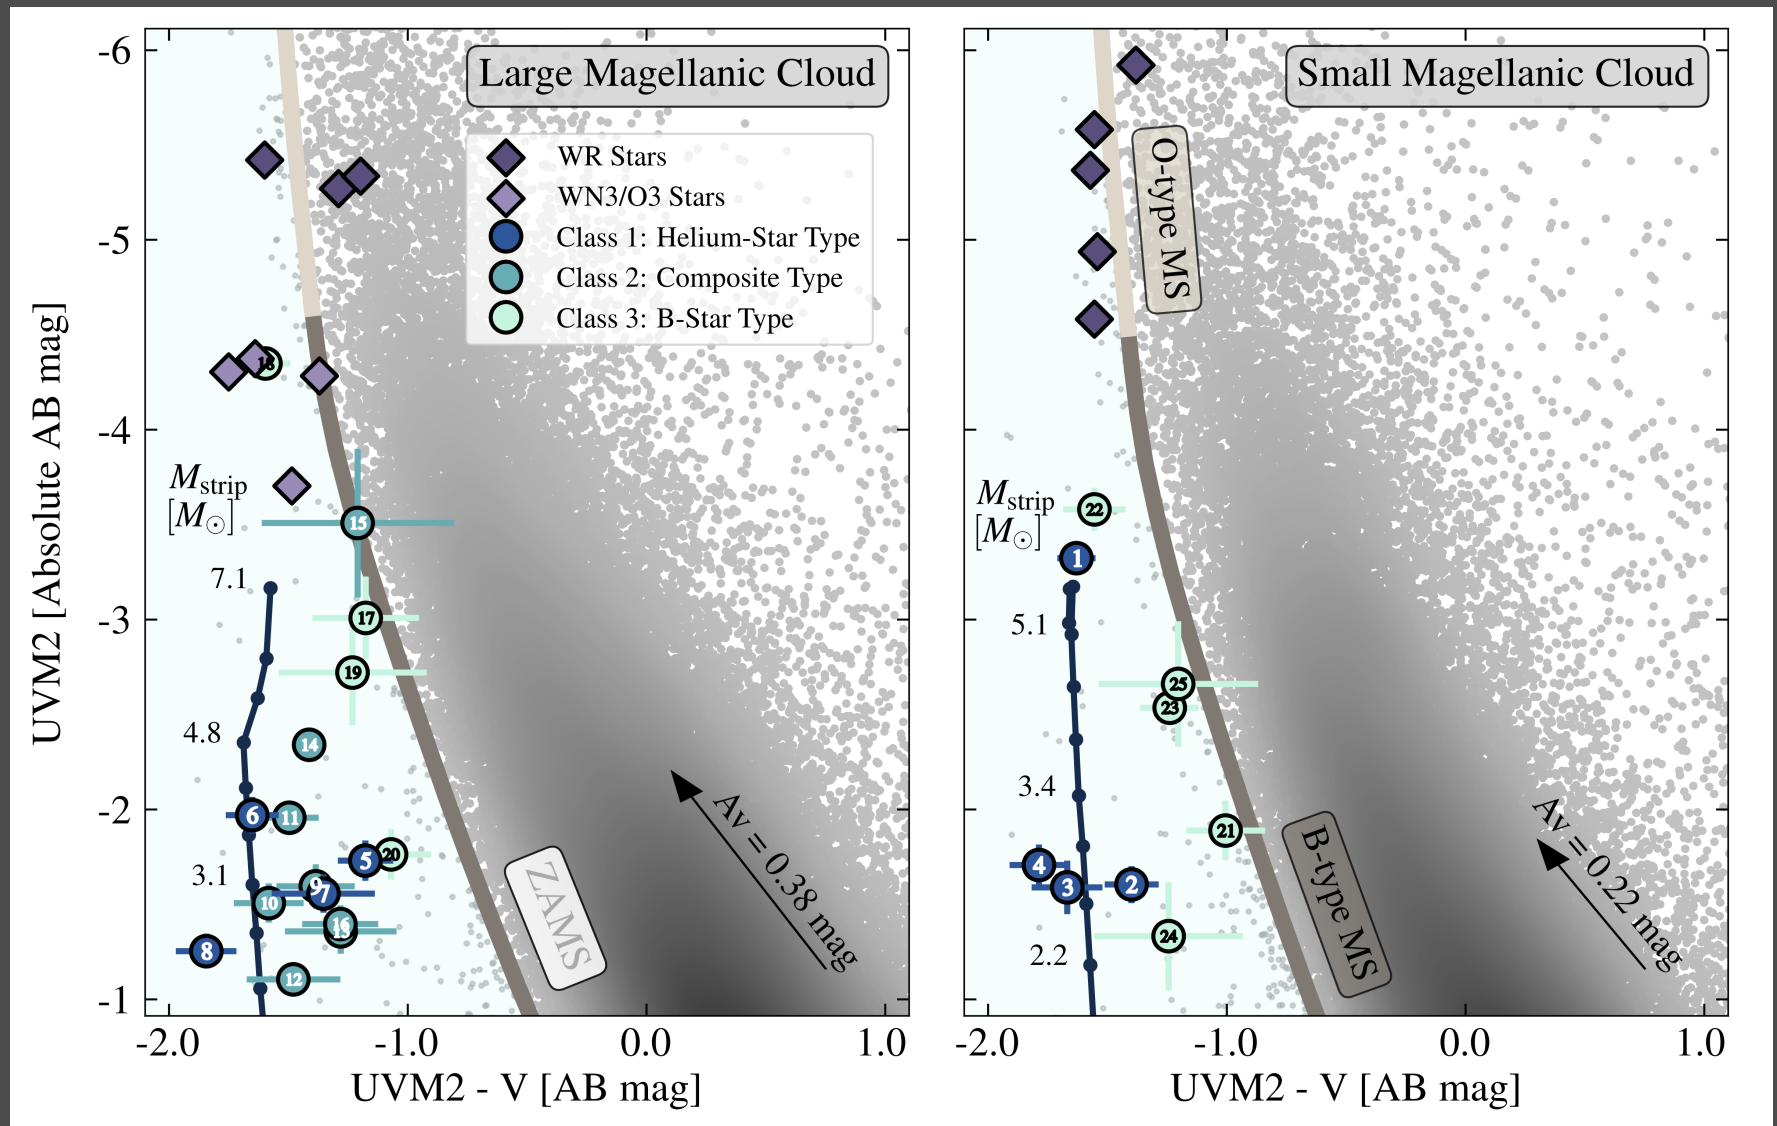 Large Magellanic Cloud
WR Stars
WN3/O3 Stars
Class 1: Helium-Star Type
Class 2: Composite Type
Class 3: B-Star Type
UVM2 [Absolute AB mag]
-6
-5
-4
-3
-2
-1
18
M_strip
[M_☉]
15
7.1
17
19
4.8
14
6
11
5
20
3.1
9
7
10
16
8
12
ZAMS
Av = 0.38 mag
-2.0
-1.0
0.0
1.0
UVM2 - V [AB mag]
Small Magellanic Cloud
O-type MS
M_strip
[M_☉]
22
1
5.1
25
23
3.4
21
4
3
2
24
2.2
B-type MS
Av = 0.22 mag
-2.0
-1.0
0.0
1.0
UVM2 - V [AB mag]